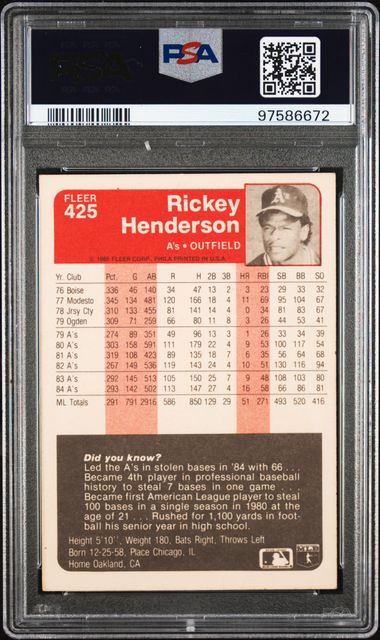 PSA
PSA
97586672
FLEER
425
Rickey
Henderson
A's • OUTFIELD
© 1985 FLEER CORP., PHILA PRINTED IN U.S.A.
A's
Yr. Club Pct. G AB R H 2B 3B HR RBI SB BB SO
76 Boise .336 46 140 34 47 13 2 3 23 29 33 32
77 Modesto .345 134 481 120 166 18 4 11 69 95 104 67
78 Jrsy Cty .310 133 455 81 141 14 4 0 34 81 83 67
79 Ogden .309 71 259 66 80 11 8 3 26 44 53 41
79 A's .274 89 351 49 96 13 3 1 26 33 34 39
80 A's .303 158 591 111 179 22 4 9 53 100 117 54
81 A's .319 108 423 89 135 18 7 6 35 56 64 68
82 A's .267 149 536 119 143 24 4 10 51 130 116 94
83 A's .292 145 513 105 150 25 7 9 48 108 103 80
84 A's .293 142 502 113 147 27 4 16 58 66 86 81
ML Totals .291 791 2916 586 850 129 29 51 271 493 520 416
Did you know?
Led the A's in stolen bases in '84 with 66 . . .
Became 4th player in professional baseball
history to steal 7 bases in one game . . .
Became first American League player to steal
100 bases in a single season in 1980 at the
age of 21 . . . Rushed for 1,100 yards in foot-
ball his senior year in high school.
Height 5'10", Weight 180, Bats Right, Throws Left
Born 12-25-58, Place Chicago, IL
Home Oakland, CA